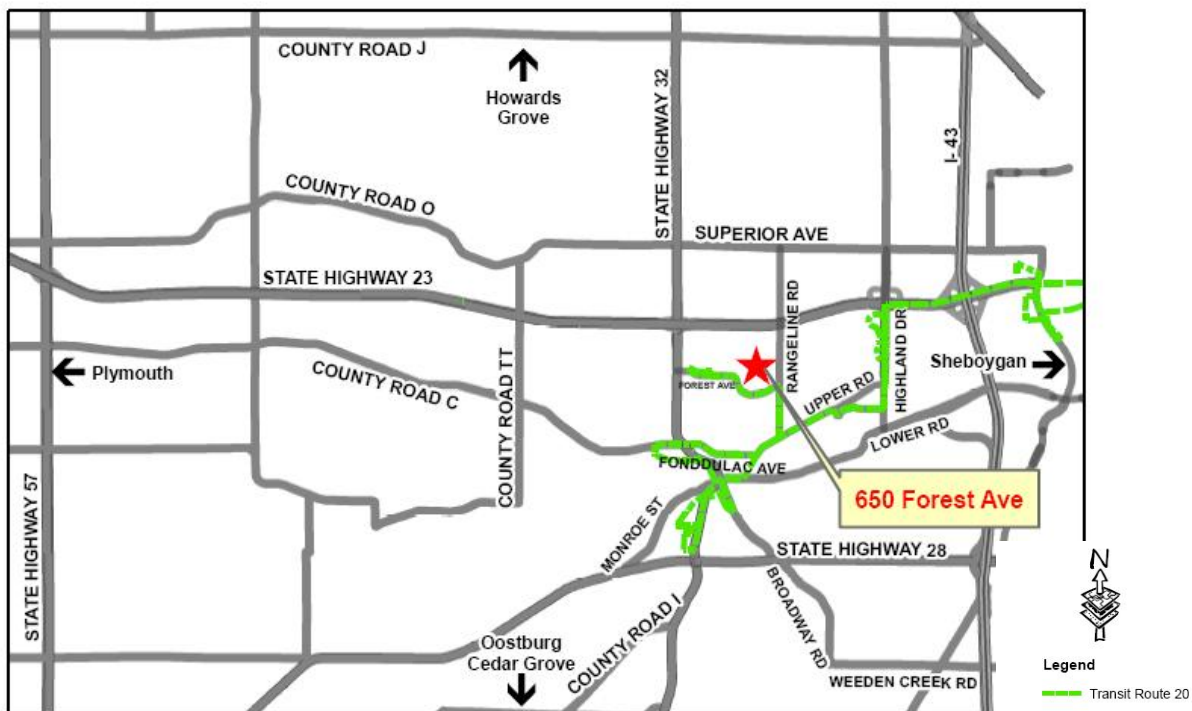 COUNTY ROAD J
Howards
Grove
STATE HIGHWAY 32
I- 43
COUNTY ROAD O
SUPERIOR AVE
STATE HIGHWAY 23
RANGELINE RD
HIGHLAND DR
Sheboygan
Plymouth
COUNTY ROAD C
COUNTY ROAD TT
FOREST AVE
UPPER RD
LOWER RD
FONDDULAC AVE
650 Forest Ave
STATE HIGHWAY 57
MONROE ST
STATE HIGHWAY 28
BROADWAY RD
COUNTY ROAD I
Oostburg
Cedar Grove
WEEDEN CREEK RD
N
Legend
Transit Route 20